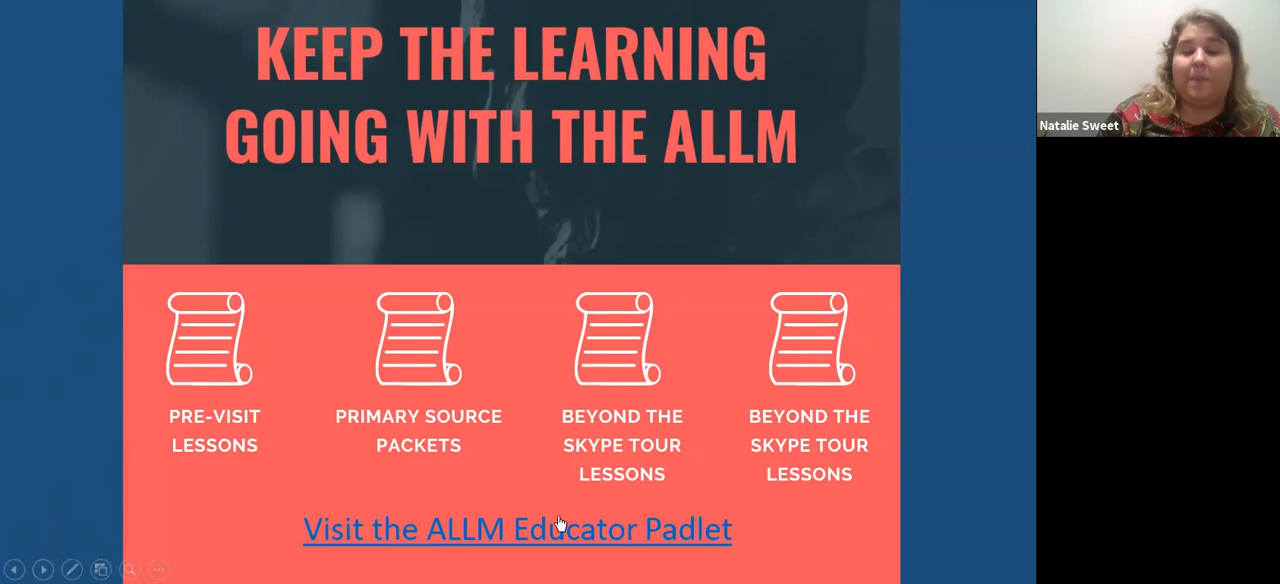 KEEP THE LEARNING
GOING WITH THE ALLM
Natalie Sweet
PRE-VISIT
LESSONS
PRIMARY SOURCE
PACKETS
BEYOND THE
SKYPE TOUR
LESSONS
BEYOND THE
SKYPE TOUR
LESSONS
Visit the ALLM Educator Padlet